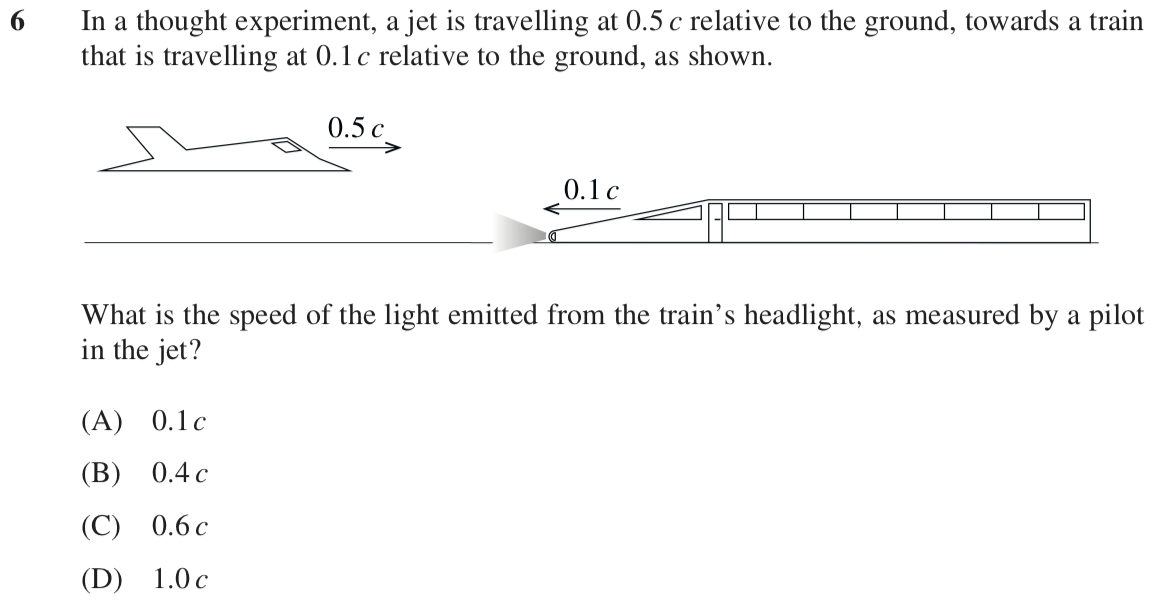 6 In a thought experiment, a jet is travelling at 0.5 c relative to the ground, towards a train
that is travelling at 0.1 c relative to the ground, as shown.
0.5 c
0.1 c
What is the speed of the light emitted from the train’s headlight, as measured by a pilot
in the jet?
(A) 0.1 c
(B) 0.4 c
(C) 0.6 c
(D) 1.0 c